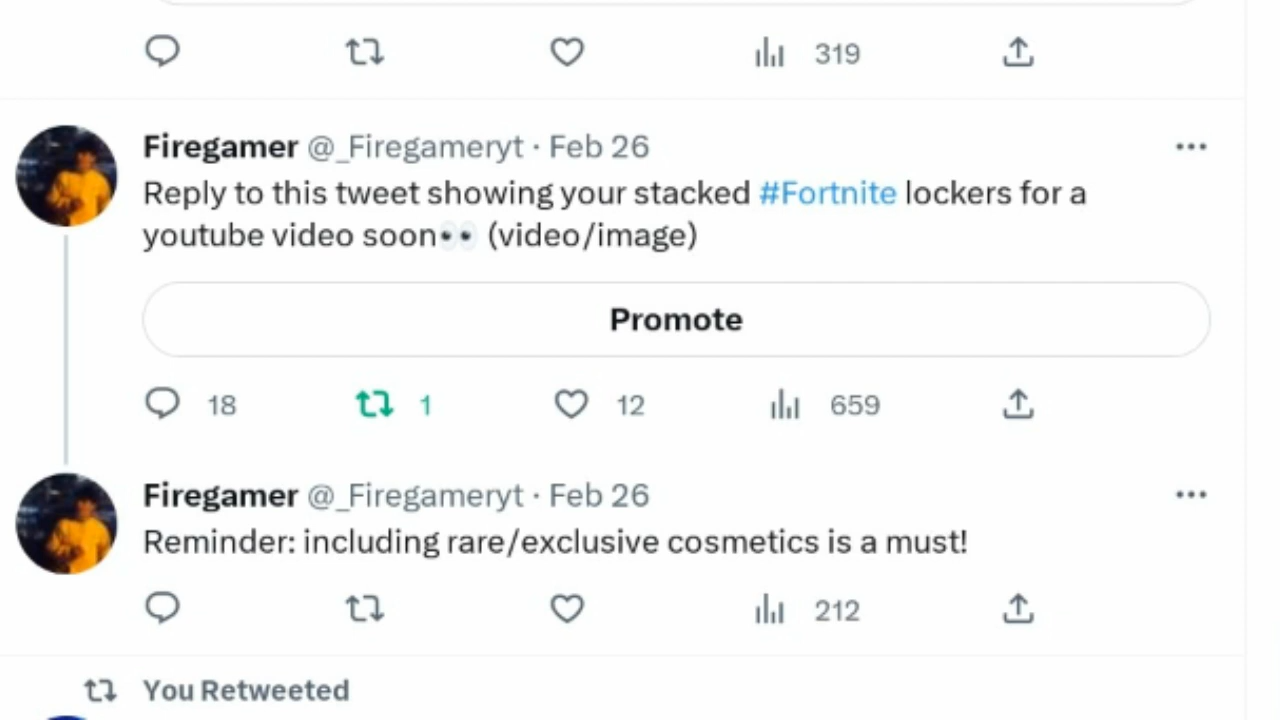 319
Firegamer @_Firegameryt · Feb 26
Reply to this tweet showing your stacked #Fortnite lockers for a
youtube video soon👀 (video/image)
Promote
18 1 12 659
Firegamer @_Firegameryt · Feb 26
Reminder: including rare/exclusive cosmetics is a must!
212
You Retweeted